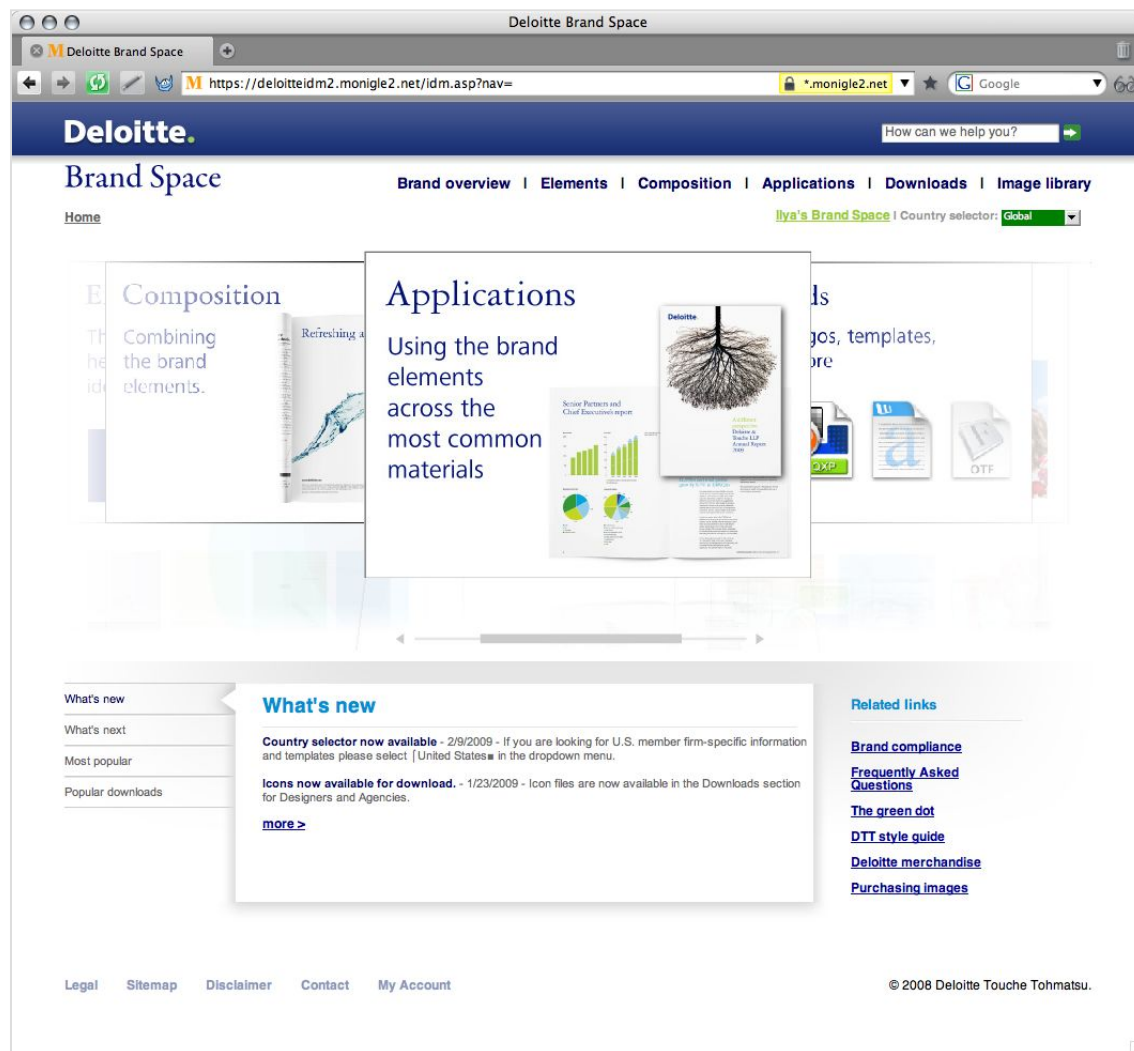 Deloitte Brand Space
Deloitte Brand Space
https://deloitteidm2.monigle2.net/idm.asp?nav=
*.monigle2.net
Google
Deloitte.
How can we help you?
Brand Space
Brand overview | Elements | Composition | Applications | Downloads | Image library
Home
Ilya's Brand Space | Country selector: Global
Composition
Combining
the brand
elements.
Refreshing a
Applications
Using the brand
elements
across the
most common
materials
Deloitte
Senior Partners and
Chief Executive's report
Deloitte &
Touche LLP
Annual Report
ds
gos, templates,
ore
QXP
a
OTF
What's new
What's next
Most popular
Popular downloads
What's new
Country selector now available - 2/9/2009 - If you are looking for U.S. member firm-specific information
and templates please select ⌈United States■ in the dropdown menu.
Icons now available for download. - 1/23/2009 - Icon files are now available in the Downloads section
for Designers and Agencies.
more >
Related links
Brand compliance
Frequently Asked
Questions
The green dot
DTT style guide
Deloitte merchandise
Purchasing images
Legal Sitemap Disclaimer Contact My Account
© 2008 Deloitte Touche Tohmatsu.